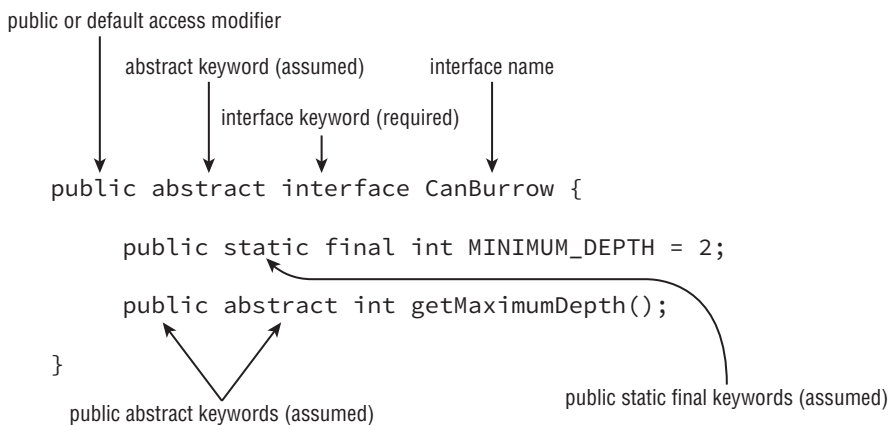 public or default access modifier
abstract keyword (assumed) interface name
interface keyword (required)
public abstract interface CanBurrow {
public static final int MINIMUM_DEPTH = 2;
public abstract int getMaximumDepth();
}
public static final keywords (assumed)
public abstract keywords (assumed)